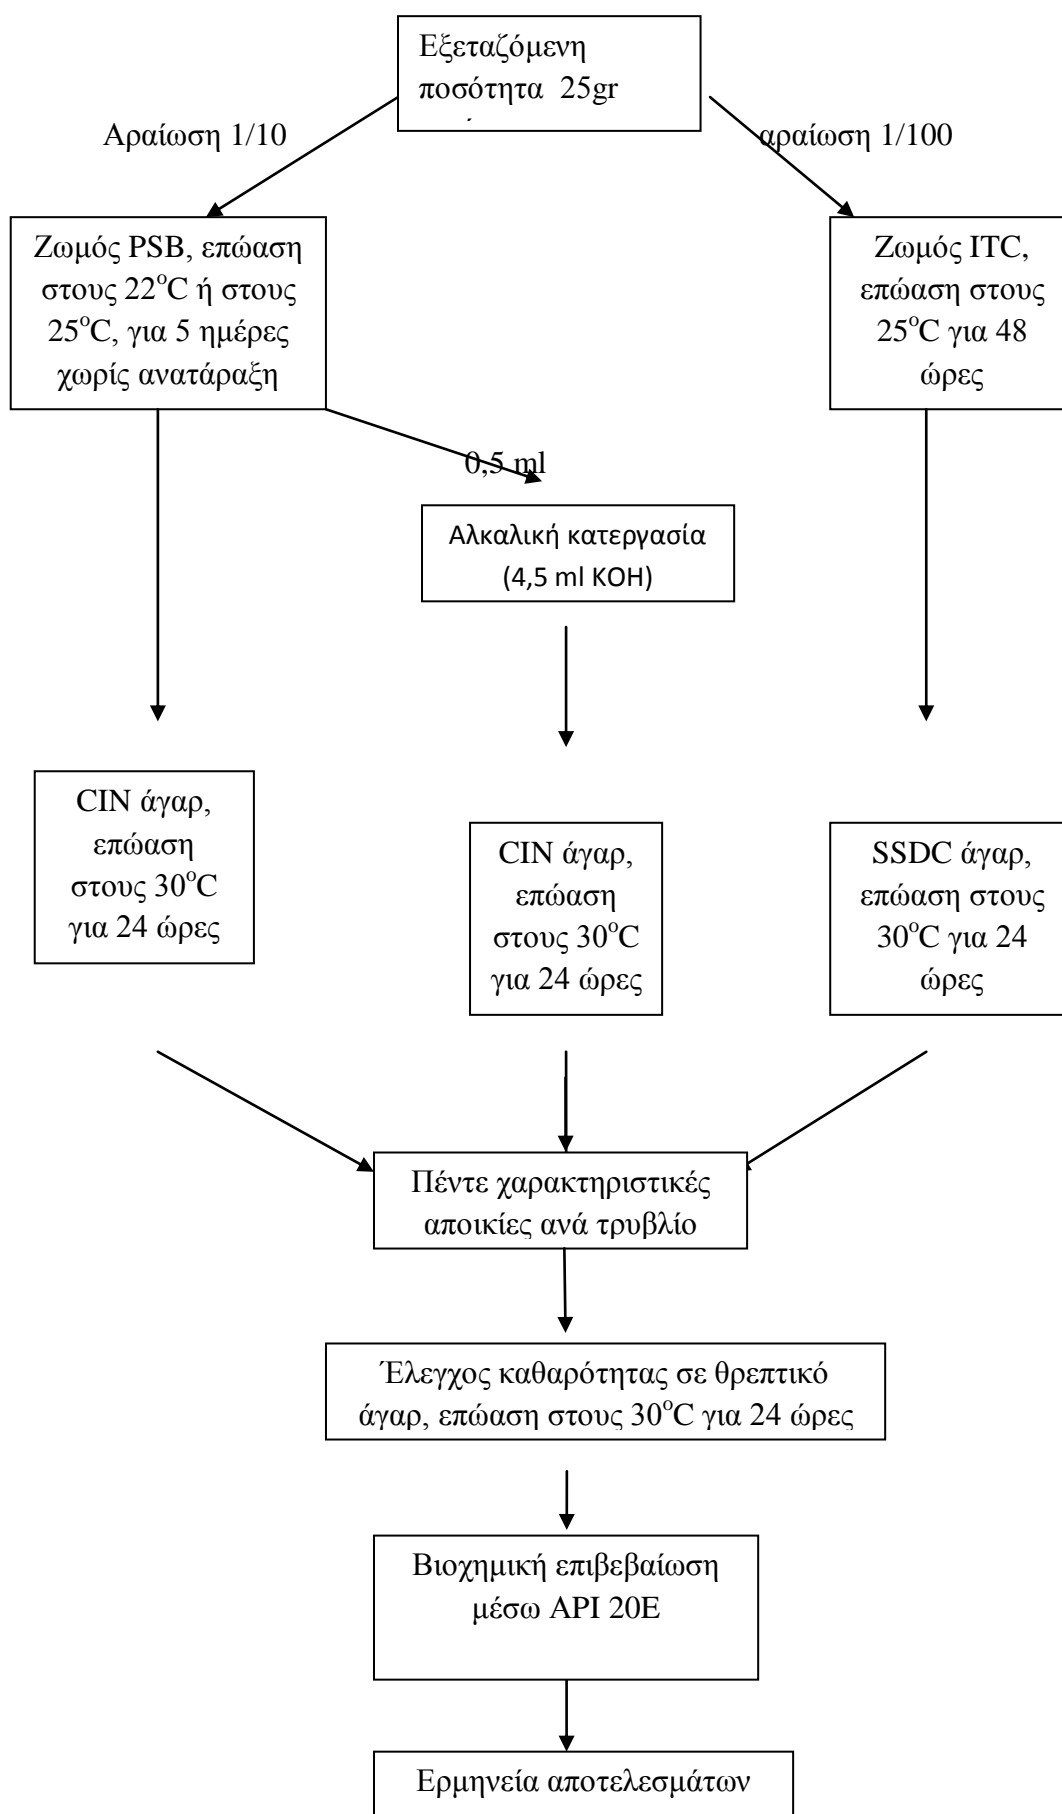 Εξεταζόμενη
ποσότητα 25gr
Αραίωση 1/10
αραίωση 1/100
Ζωμός PSB, επώαση
στους 22°C ή στους
25°C, για 5 ημέρες
χωρίς ανατάραξη
Ζωμός ITC,
επώαση στους
25°C για 48
ώρες
0,5 ml
Αλκαλική κατεργασία
(4,5 ml KOH)
CIN άγαρ,
επώαση
στους 30°C
για 24 ώρες
CIN άγαρ,
επώαση
στους 30°C
για 24 ώρες
SSDC άγαρ,
επώαση στους
30°C για 24
ώρες
Πέντε χαρακτηριστικές
αποικίες ανά τρυβλίο
Έλεγχος καθαρότητας σε θρεπτικό
άγαρ, επώαση στους 30°C για 24 ώρες
Βιοχημική επιβεβαίωση
μέσω API 20E
Ερμηνεία αποτελεσμάτων